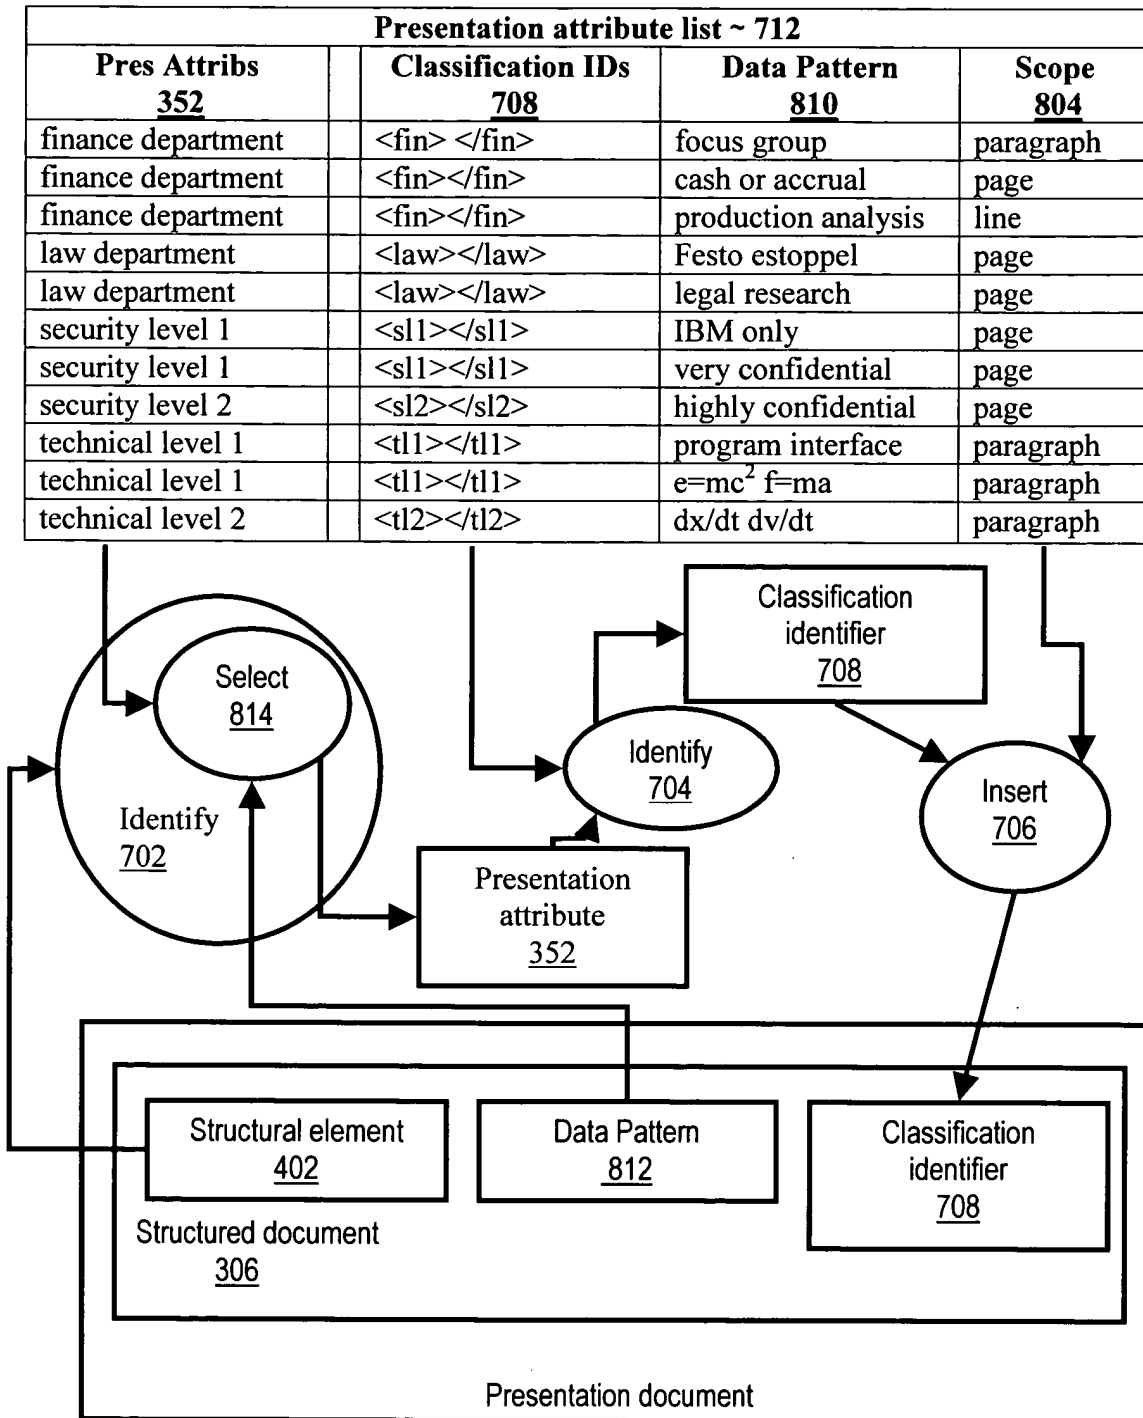 Presentation attribute list ~ 712
Pres Attribs Classification IDs Data Pattern Scope
352 708 810 804
finance department <fin> </fin> focus group paragraph
finance department <fin></fin> cash or accrual page
finance department <fin></fin> production analysis line
law department <law></law> Festo estoppel page
law department <law></law> legal research page
security level 1 <sl1></sl1> IBM only page
security level 1 <sl1></sl1> very confidential page
security level 2 <sl2></sl2> highly confidential page
technical level 1 <tl1></tl1> program interface paragraph
technical level 1 <tl1></tl1> e=mc² f=ma paragraph
technical level 2 <tl2></tl2> dx/dt dv/dt paragraph
Classification
identifier
708
Select
814
Identify
704
Insert
706
Identify
702
Presentation
attribute
352
Structural element
402
Data Pattern
812
Classification
identifier
708
Structured document
306
Presentation document